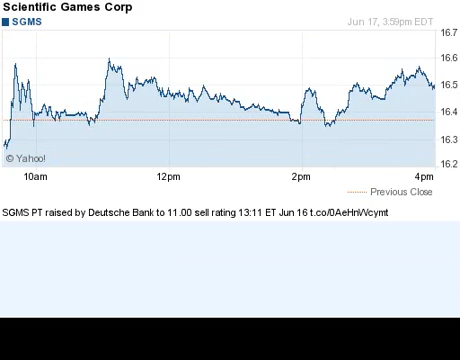 Scientific Games Corp
SGMS
Jun 17, 3:59pm EDT
16.7
16.6
16.5
16.4
16.3
16.2
© Yahoo!
10am 12pm 2pm 4pm
Previous Close
SGMS PT raised by Deutsche Bank to 11.00 sell rating 13:11 ET Jun 16